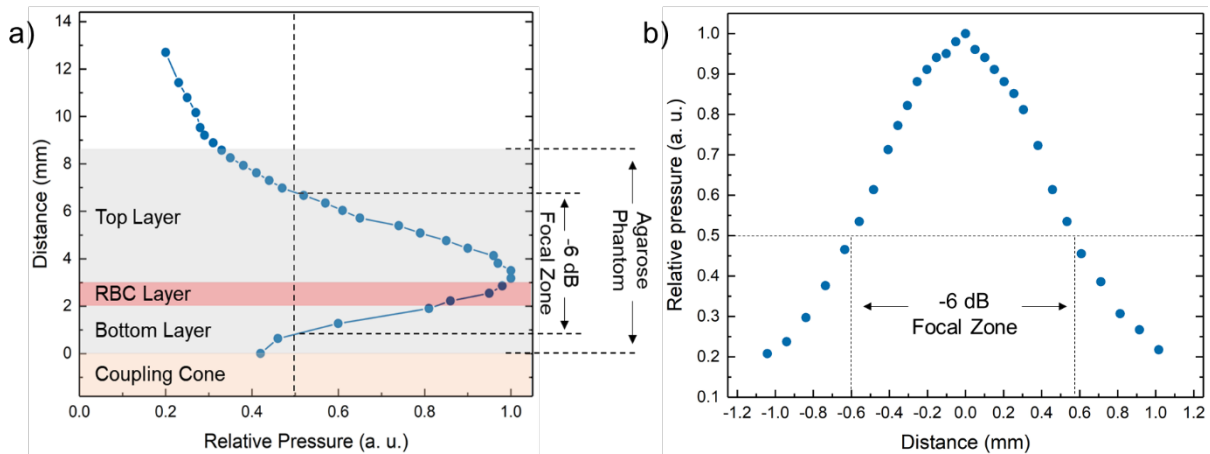 a)
14
12
10
8
6
4
2
0
Distance (mm)
Top Layer
RBC Layer
Bottom Layer
Coupling Cone
-6 dB
Focal Zone
Agarose
Phantom
0.0 0.2 0.4 0.6 0.8 1.0
Relative Pressure (a. u.)
b)
1.0
0.9
0.8
0.7
0.6
0.5
0.4
0.3
0.2
0.1
Relative pressure (a. u.)
-6 dB
Focal Zone
-1.2 -1.0 -0.8 -0.6 -0.4 -0.2 0.0 0.2 0.4 0.6 0.8 1.0 1.2
Distance (mm)